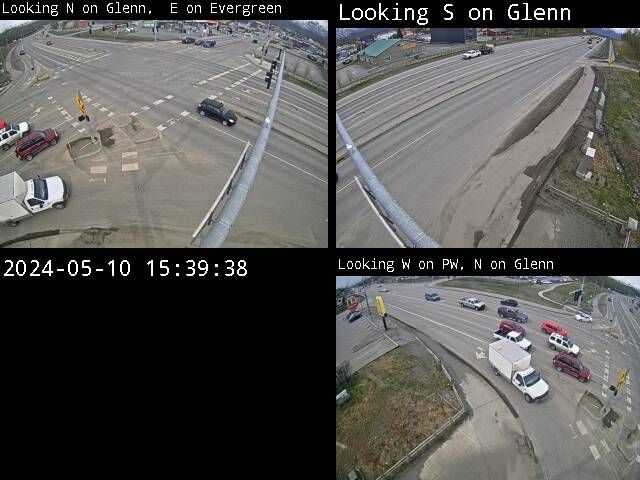 Looking N on Glenn,  E on Evergreen
Looking S on Glenn
2024-05-10 15:39:38
Looking W on PW, N on Glenn